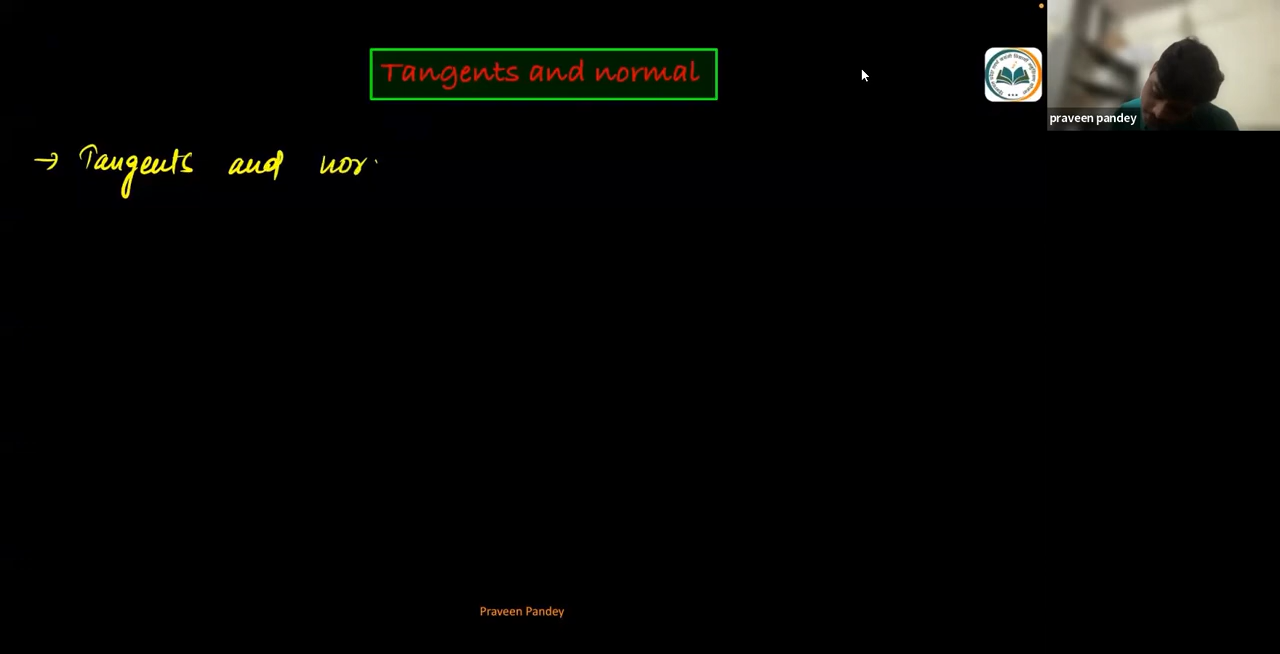 Tangents and normal
praveen pandey
→ Tangents and nor
Praveen Pandey